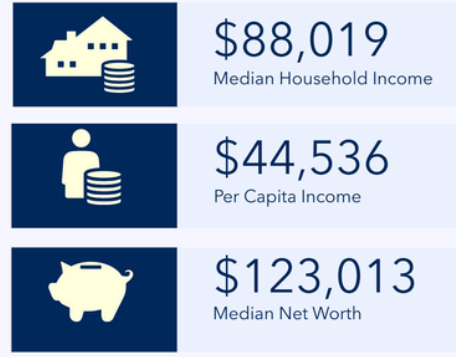 $88,019
Median Household Income
$44,536
Per Capita Income
$123,013
Median Net Worth